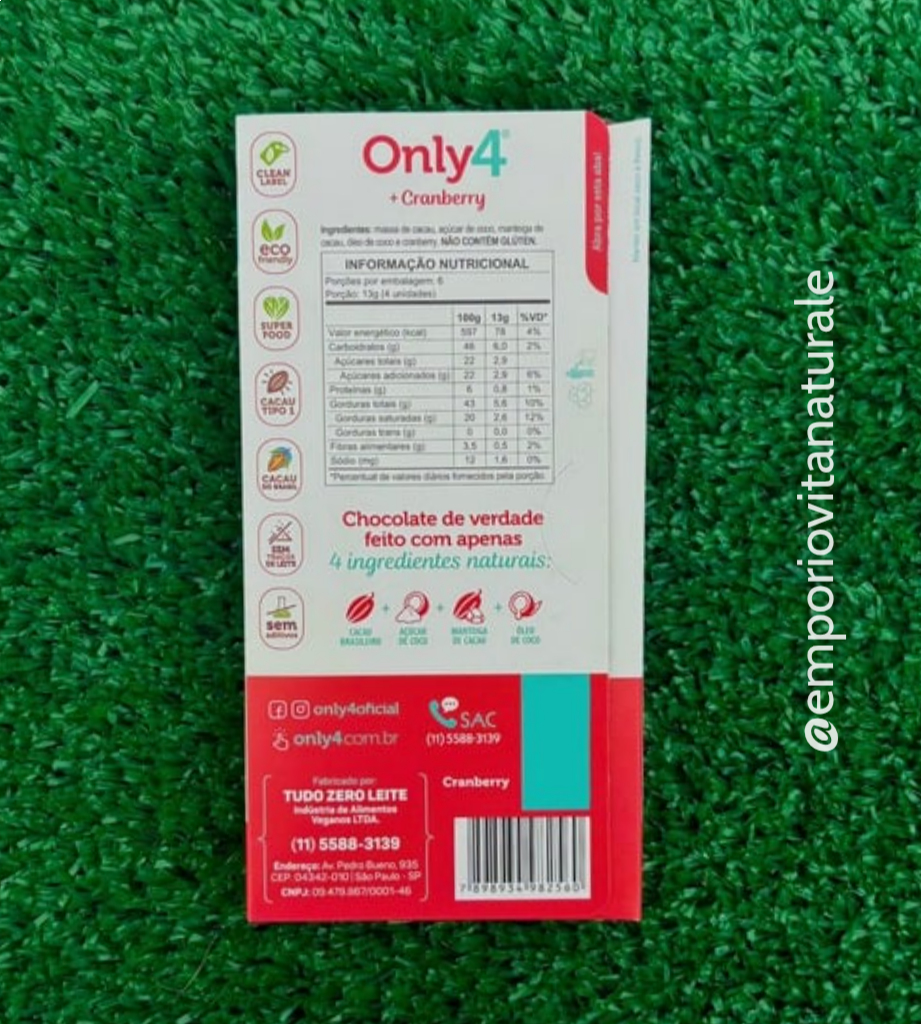 CLEAN
LABEL
eco
friendly
SUPER
FOOD
CACAU
TIPO 1
CACAU
DO BRASIL
SEM
TRAÇOS
DE LEITE
sem
aditivos
Only4®
+ Cranberry
Ingredientes: massa de cacau, açúcar de coco, manteiga de
cacau, óleo de coco e cranberry. NÃO CONTÉM GLÚTEN.
INFORMAÇÃO NUTRICIONAL
Porções por embalagem: 6
Porção: 13g (4 unidades)
100g 13g %VD*
Valor energético (kcal) 597 78 4%
Carboidratos (g) 46 6,0 2%
Açúcares totais (g) 22 2,9
Açúcares adicionados (g) 22 2,9 6%
Proteínas (g) 6 0,8 1%
Gorduras totais (g) 43 5,6 10%
Gorduras saturadas (g) 20 2,6 12%
Gorduras trans (g) 0 0,0 0%
Fibras alimentares (g) 3,5 0,5 2%
Sódio (mg) 12 1,6 0%
*Percentual de valores diários fornecidos pela porção.
Chocolate de verdade
feito com apenas
4 ingredientes naturais:
CACAU
BRASILEIRO
+
AÇÚCAR
DE COCO
+
MANTEIGA
DE CACAU
+
ÓLEO
DE COCO
Abra por esta aba!
only4oficial
only4.com.br
SAC
(11) 5588-3139
Fabricado por:
TUDO ZERO LEITE
Indústria de Alimentos
Veganos LTDA.
(11) 5588-3139
Endereço: Av. Pedro Bueno, 935
CEP: 04342-010 | São Paulo - SP
CNPJ: 09.479.867/0001-46
Cranberry
7 898934 982560
@emporiovitanaturale